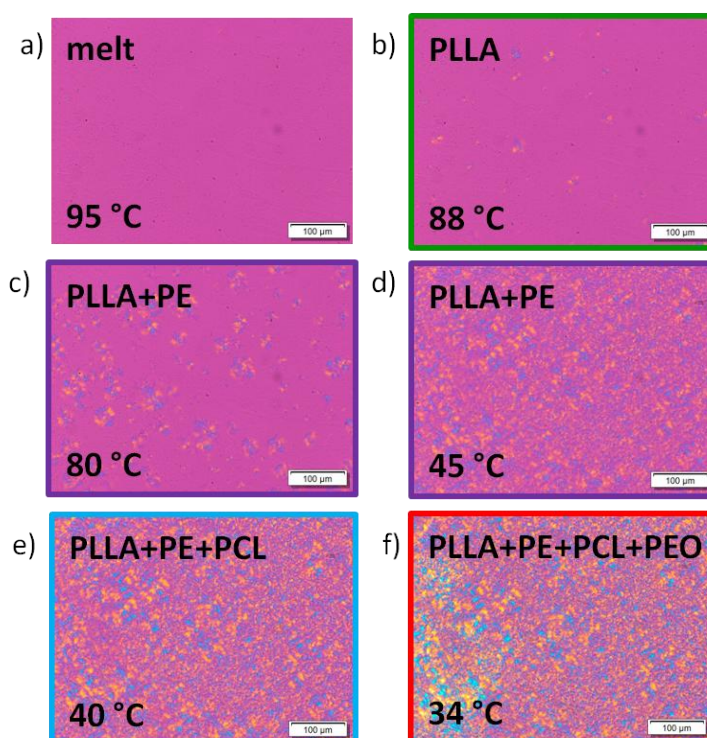 a)
melt
95 °C
100 µm
b)
PLLA
88 °C
100 µm
c)
PLLA+PE
80 °C
100 µm
d)
PLLA+PE
45 °C
100 µm
e)
PLLA+PE+PCL
40 °C
100 µm
f)
PLLA+PE+PCL+PEO
34 °C
100 µm